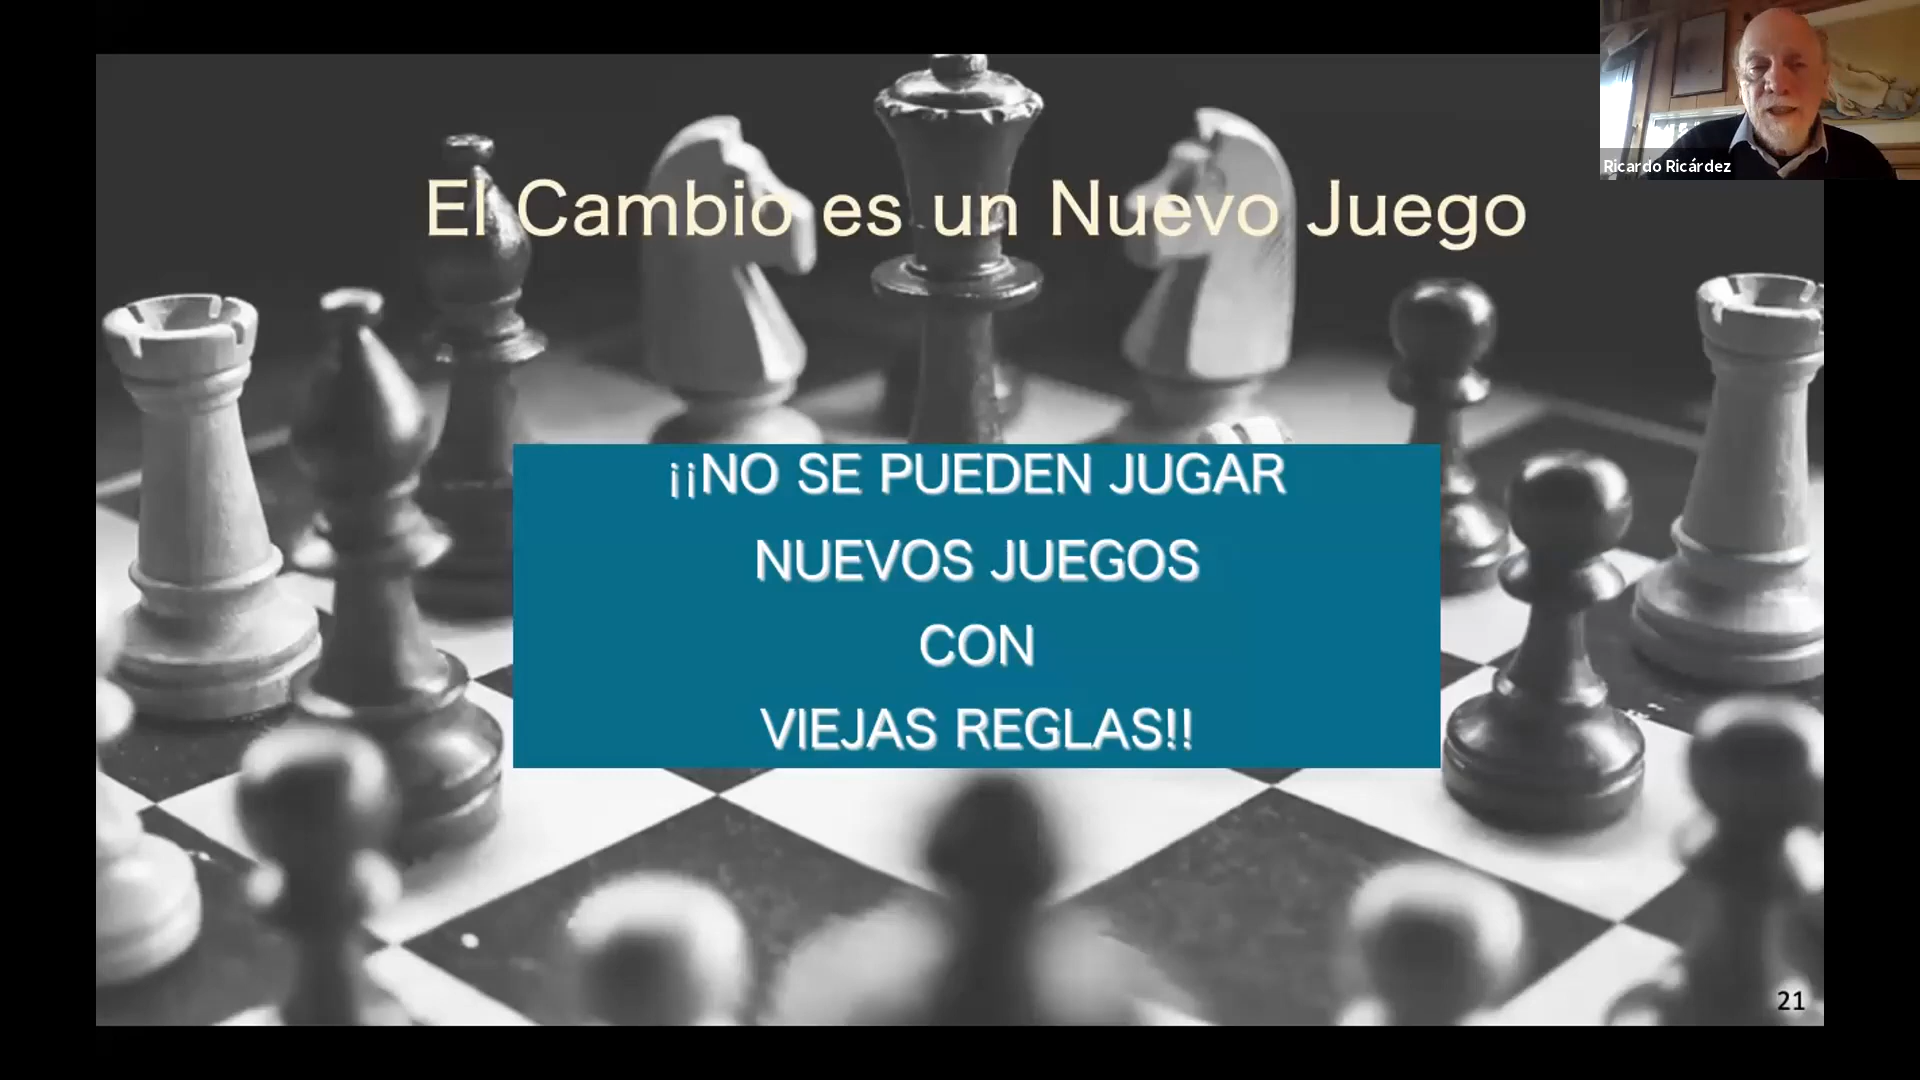 Ricardo Ricárdez
El Cambio es un Nuevo Juego
¡¡NO SE PUEDEN JUGAR
NUEVOS JUEGOS
CON
VIEJAS REGLAS!!
21